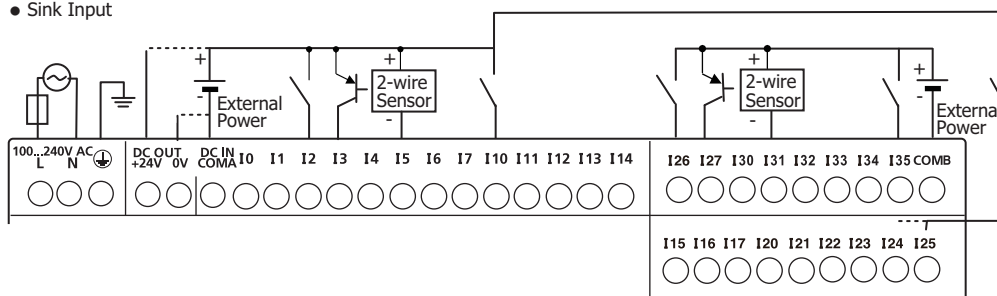 ● Sink Input
+
-
External
Power
+
2-wire
Sensor
-
+
2-wire
Sensor
-
+
-
External
Power
100...240V AC
L N
DC OUT
+24V 0V
DC IN
COMA
I0 I1 I2 I3 I4 I5 I6 I7 I10 I11 I12 I13 I14
I26 I27 I30 I31 I32 I33 I34 I35 COMB
I15 I16 I17 I20 I21 I22 I23 I24 I25